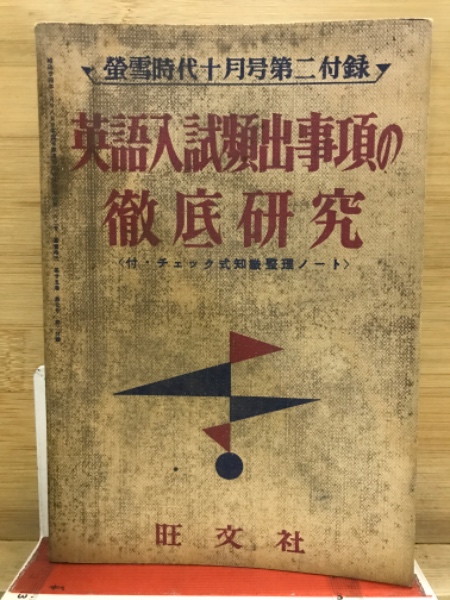 螢雪時代十月号第二付録
英語入試頻出事項の
徹底研究
〈付・チェック式知識整理ノート〉
旺文社